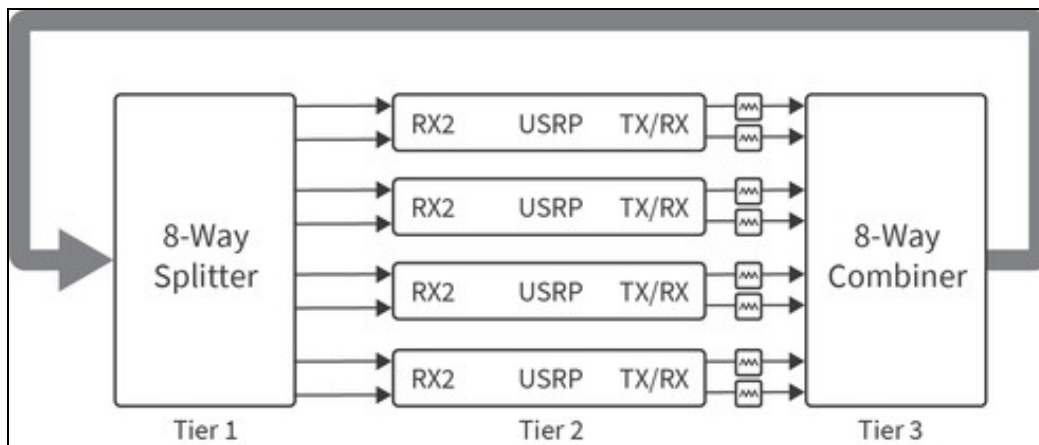 RX2 USRP TX/RX
RX2 USRP TX/RX
8-Way
Splitter
8-Way
Combiner
RX2 USRP TX/RX
RX2 USRP TX/RX
Tier 1 Tier 2 Tier 3